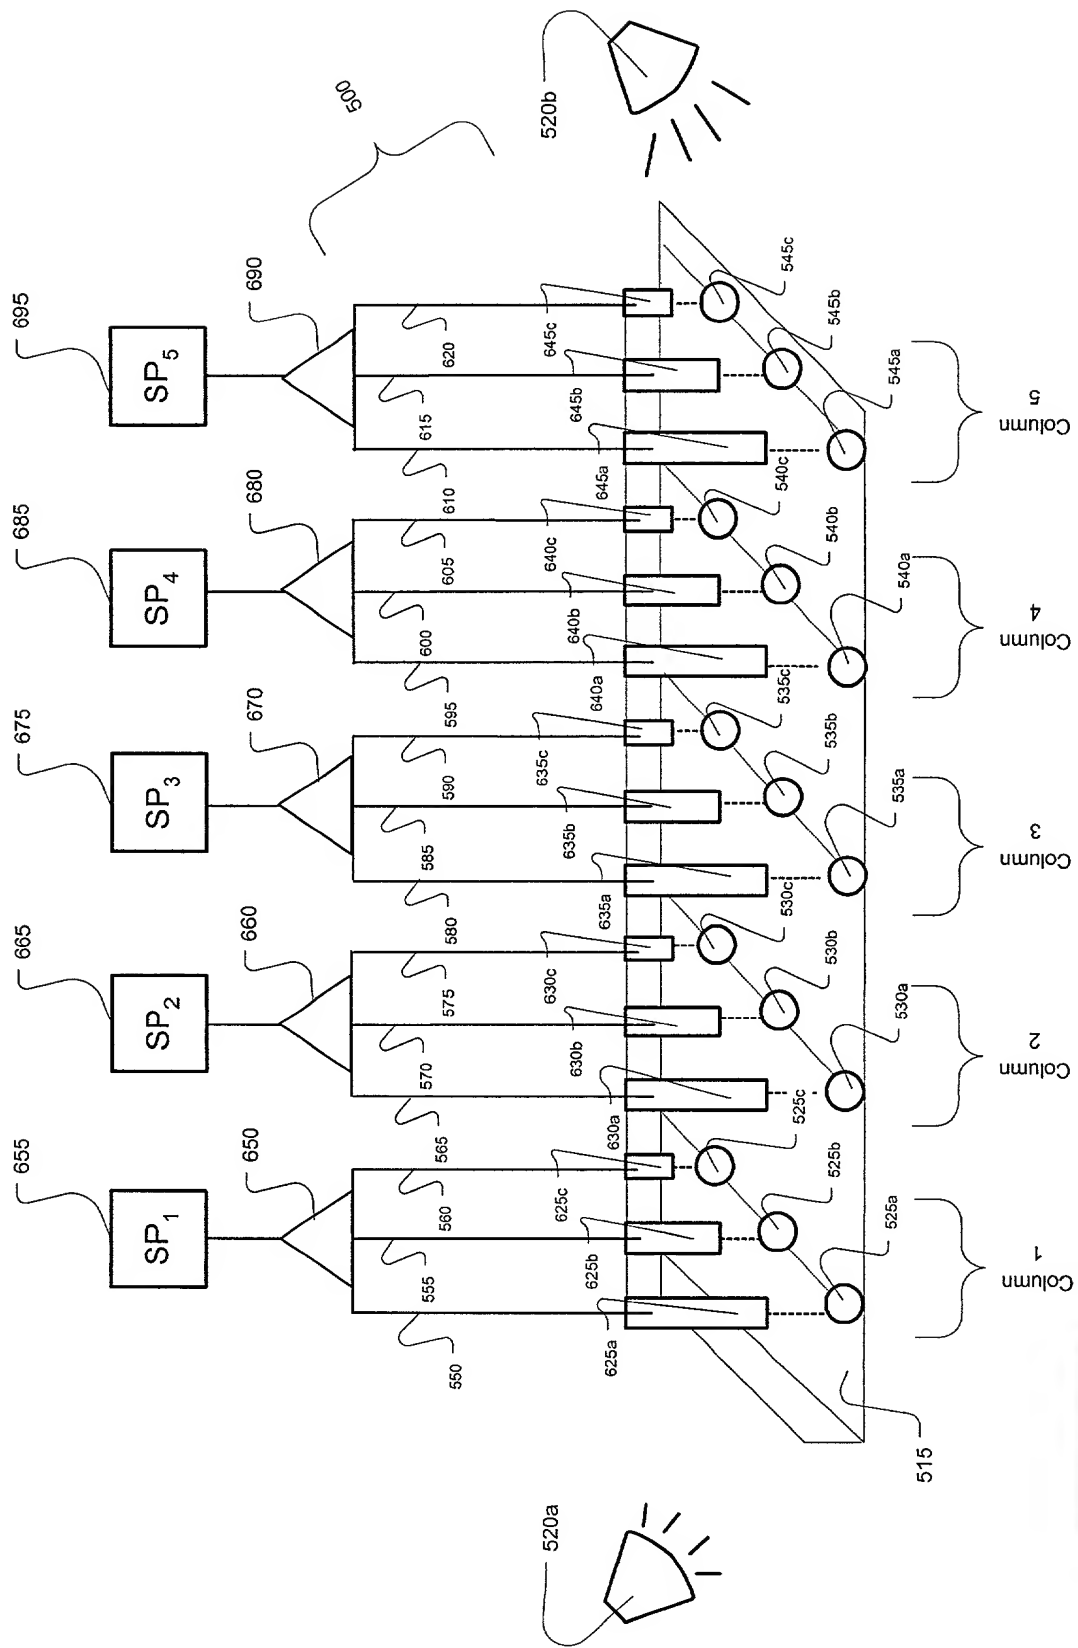 655 665 675 685 695
SP₁ SP₂ SP₃ SP₄ SP₅
650 660 670 680 690
500
550 555 560 565 570 575 580 585 590 595 600 605 610 615 620
520a
520b
625a 625b 625c
630a 630b 630c
635a 635b 635c
640a 640b 640c
645a 645b 645c
525c 530c 535c 540c 545c
525b 530b 535b 540b 545b
525a 530a 535a 540a 545a
515
Column
1
Column
2
Column
3
Column
4
Column
5